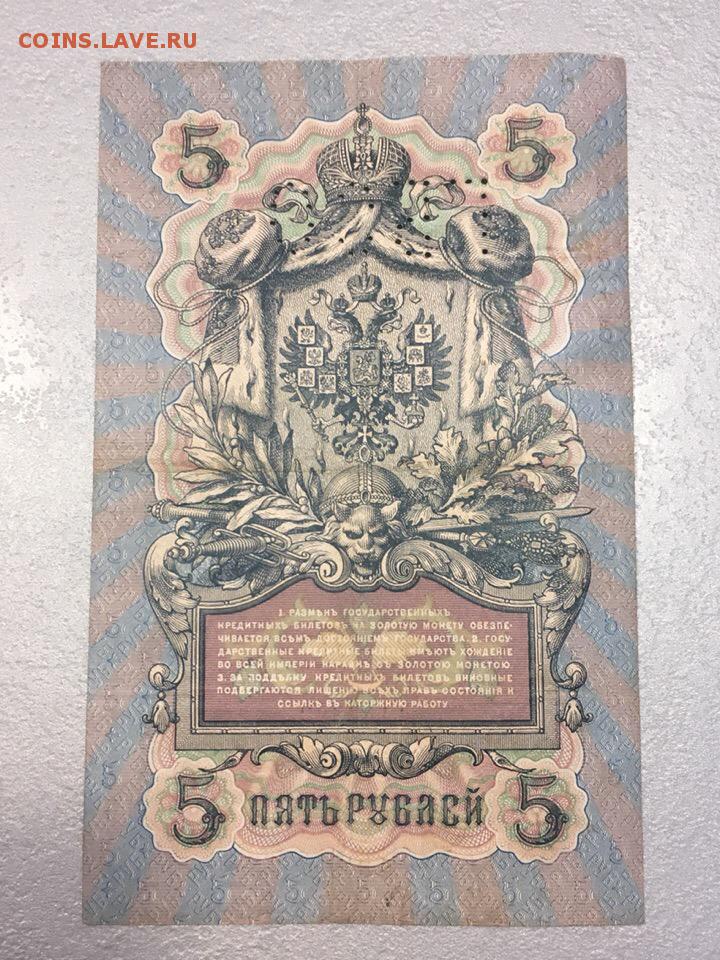 COINS.LAVE.RU
5 5
1. РАЗМѢНЪ ГОСУДАРСТВЕННЫХЪ
КРЕДИТНЫХЪ БИЛЕТОВЪ НА ЗОЛОТУЮ МОНЕТУ ОБЕЗПЕ-
ЧИВАЕТСЯ ВСѢМЪ ДОСТОЯНІЕМЪ ГОСУДАРСТВА. 2. ГОСУ-
ДАРСТВЕННЫЕ КРЕДИТНЫЕ БИЛЕТЫ ИМѢЮТЪ ХОЖДЕНІЕ
ВО ВСЕЙ ИМПЕРІИ НАРАВНѢ СЪ ЗОЛОТОЮ МОНЕТОЮ.
3. ЗА ПОДДѢЛКУ КРЕДИТНЫХЪ БИЛЕТОВЪ ВИНОВНЫЕ
ПОДВЕРГАЮТСЯ ЛИШЕНІЮ ВСѢХЪ ПРАВЪ СОСТОЯНІЯ И
ССЫЛКѢ ВЪ КАТОРЖНУЮ РАБОТУ
5 ПЯТЬ РУБЛЕЙ 5